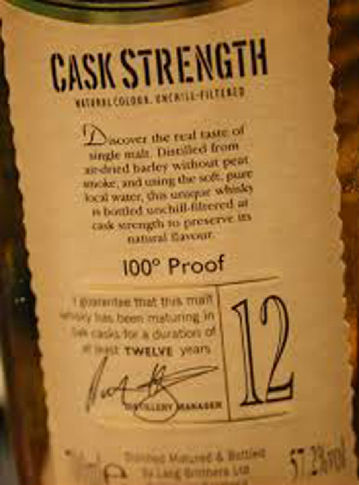 CASK STRENGTH
NATURAL COLOUR. UNCHILL-FILTERED
Discover the real taste of
single malt. Distilled from
air-dried barley without peat
smoke, and using the soft, pure
local water, this unique whisky
is bottled unchill-filtered at
cask strength to preserve its
natural flavour.
100° Proof
I guarantee that this malt
whisky has been maturing in
oak casks for a duration of
at least TWELVE years
12
DISTILLERY MANAGER
Distilled Matured & Bottled
By Lang Brothers Ltd
e
57.2%vol